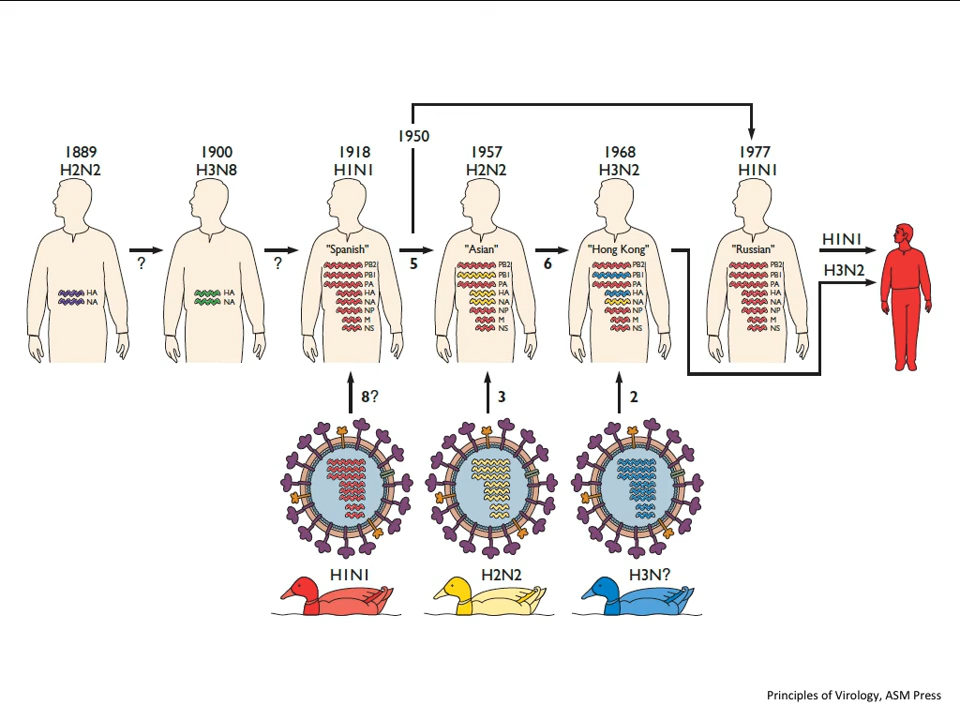 1950
1889
H2N2
1900
H3N8
1918
H1N1
1957
H2N2
1968
H3N2
1977
H1N1
?
?
5
6
"Spanish"
PB2
PB1
PA
HA
NA
NP
M
NS
"Asian"
PB2
PB1
PA
HA
NA
NP
M
NS
"Hong Kong"
PB2
PB1
PA
HA
NA
NP
M
NS
"Russian"
PB2
PB1
PA
HA
NA
NP
M
NS
HA
NA
HA
NA
H1N1
H3N2
8?
3
2
H1N1
H2N2
H3N?
Principles of Virology, ASM Press